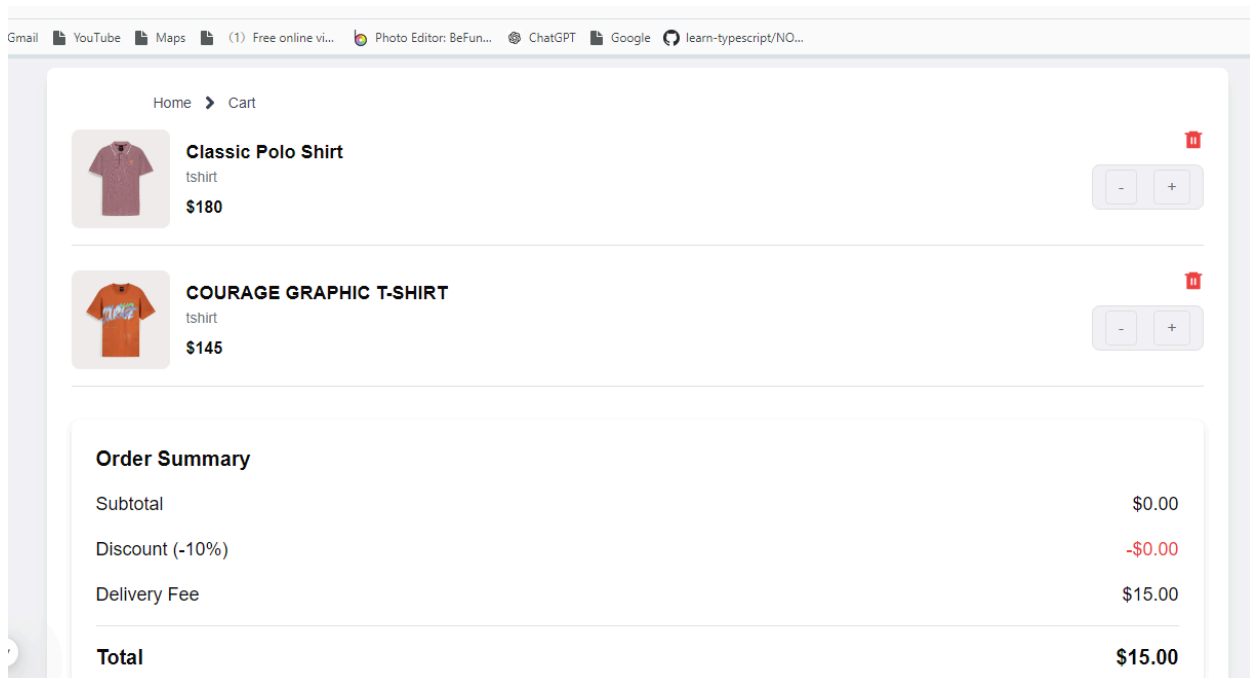 Gmail YouTube Maps (1) Free online vi... Photo Editor: BeFun... ChatGPT Google learn-typescript/NO...
Home Cart
Classic Polo Shirt
tshirt
$180
- +
COURAGE GRAPHIC T-SHIRT
tshirt
$145
- +
Order Summary
Subtotal $0.00
Discount (-10%) -$0.00
Delivery Fee $15.00
Total $15.00